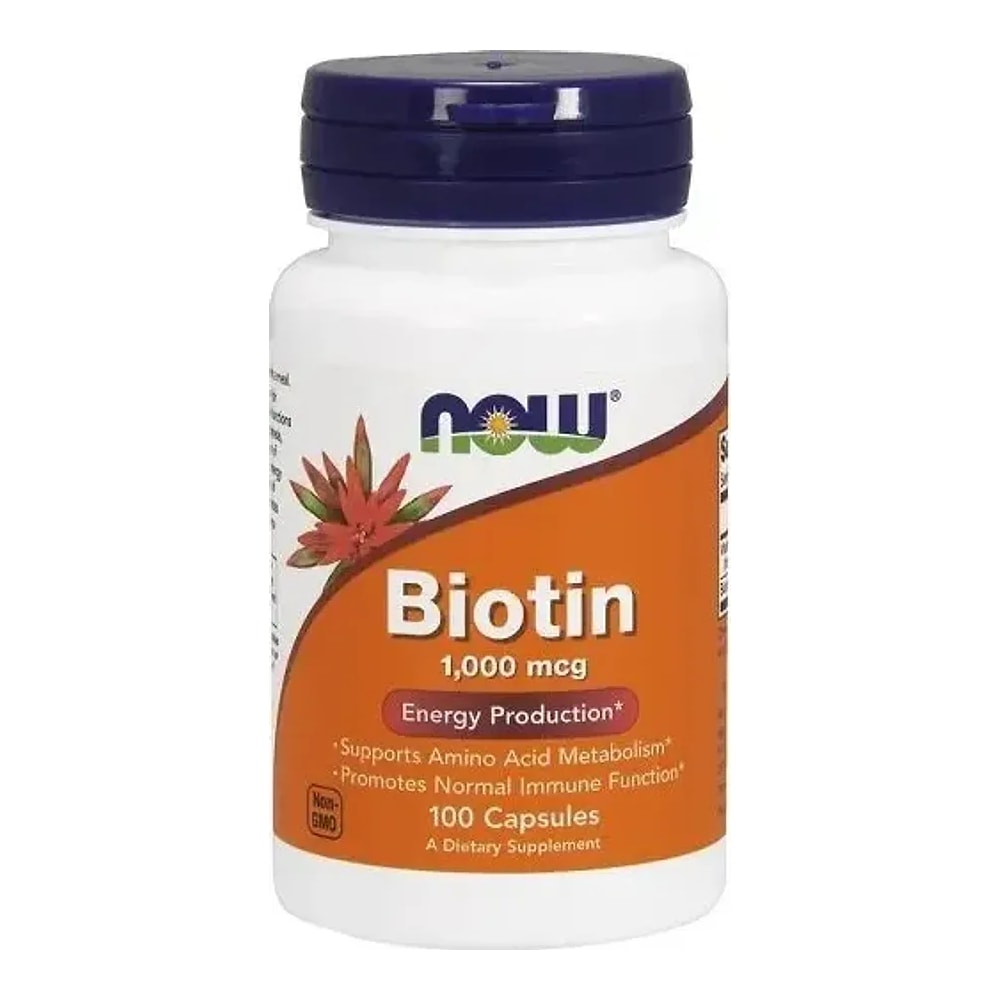 now®
Biotin
1,000 mcg
Energy Production*
•Supports Amino Acid Metabolism*
•Promotes Normal Immune Function*
Non-
GMO
100 Capsules
A Dietary Supplement